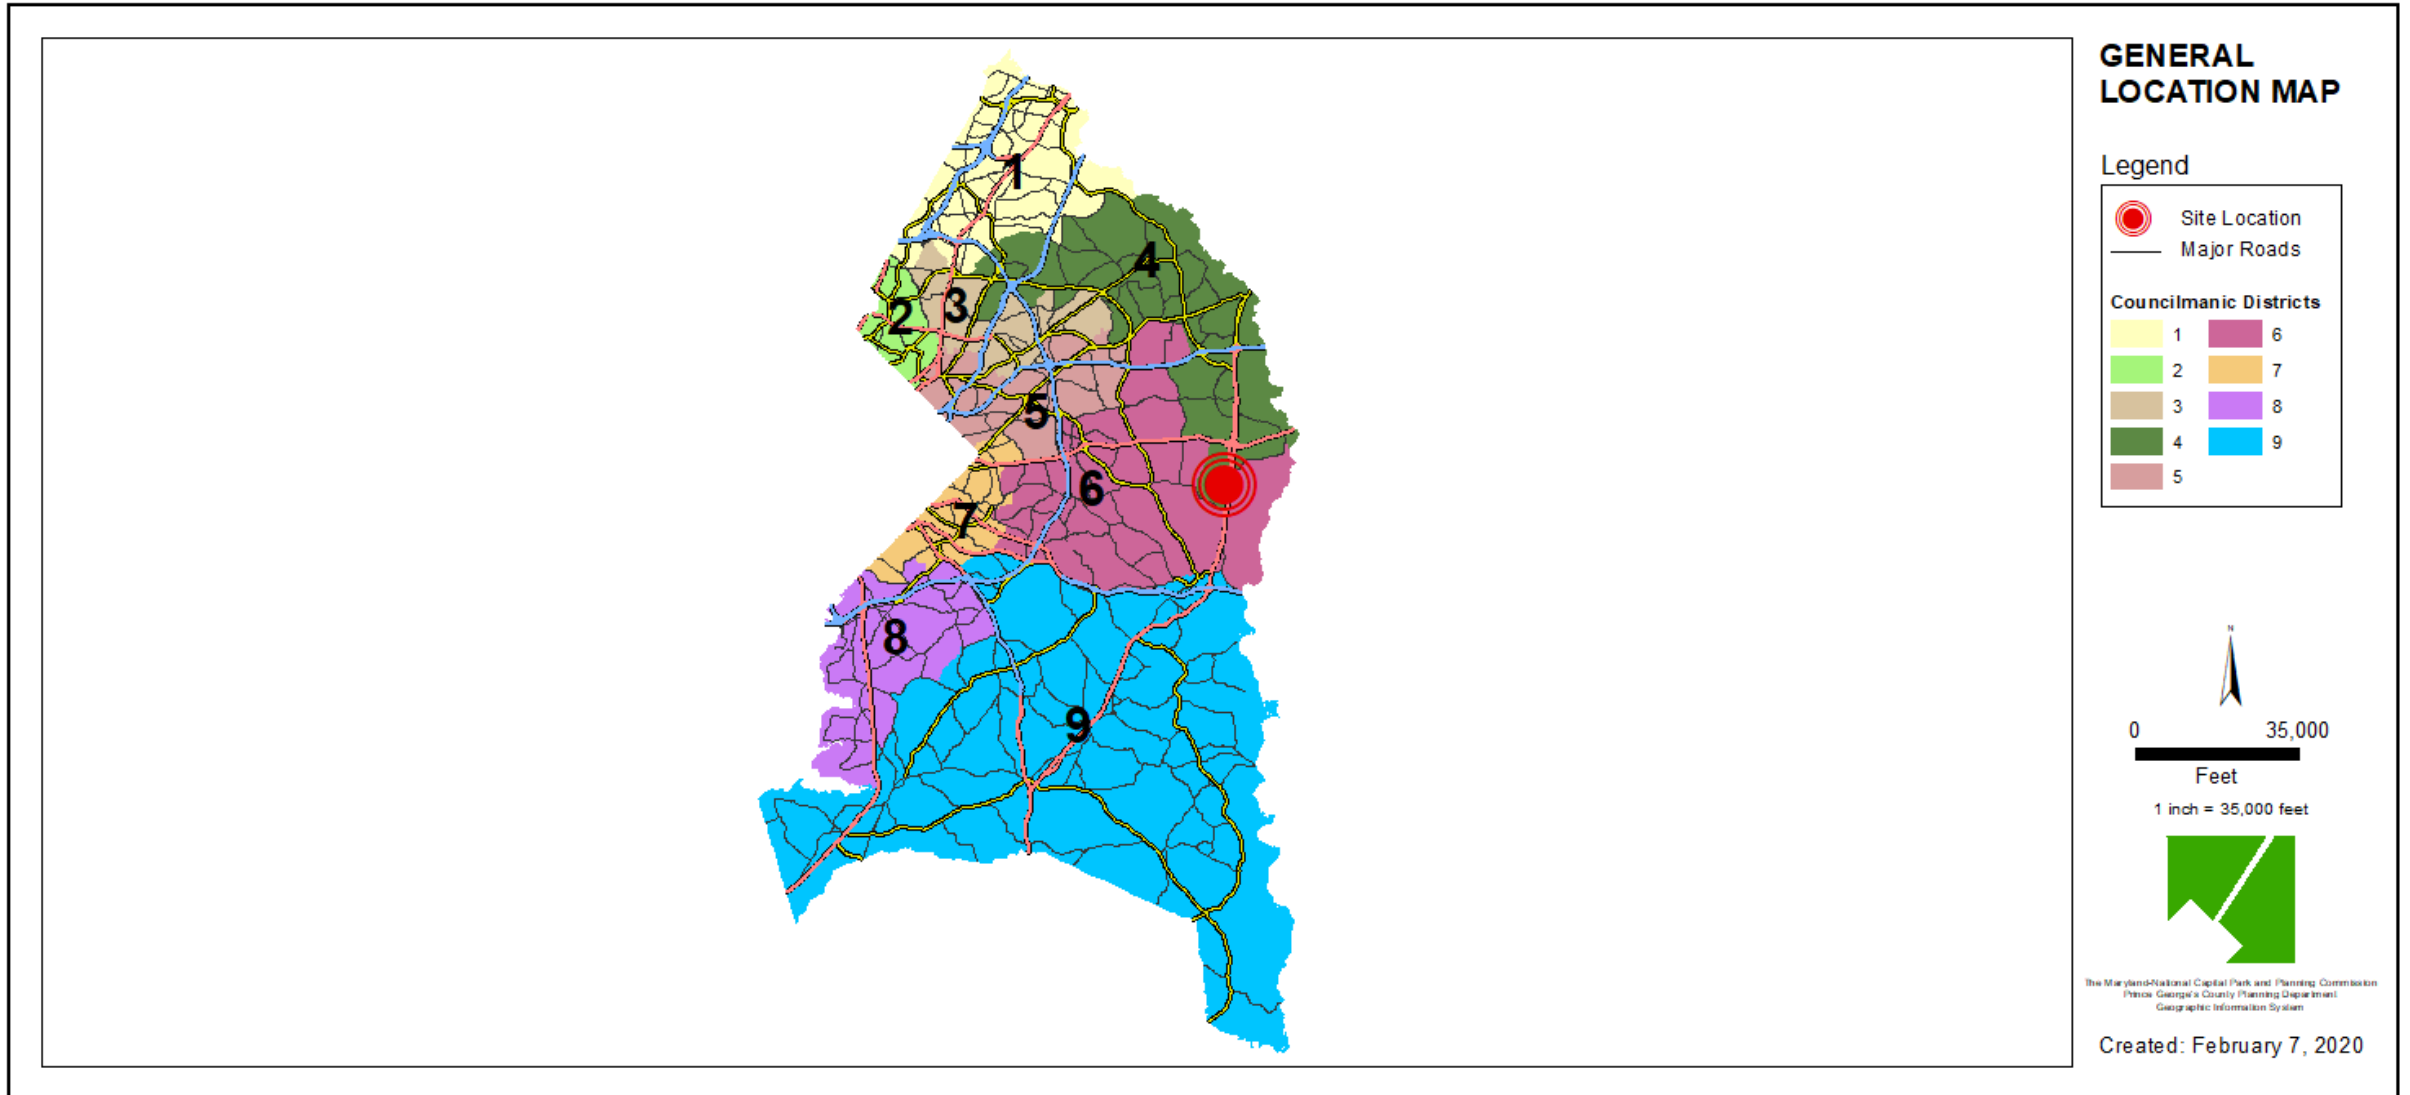 GENERAL
LOCATION MAP
Legend
Site Location
Major Roads
Councilmanic Districts
1 6
2 7
3 8
4 9
5
1
4
2
3
5
6
7
8
9
N
0 35,000
Feet
1 inch = 35,000 feet
The Maryland-National Capital Park and Planning Commission
Prince George's County Planning Department
Geographic Information System
Created: February 7, 2020